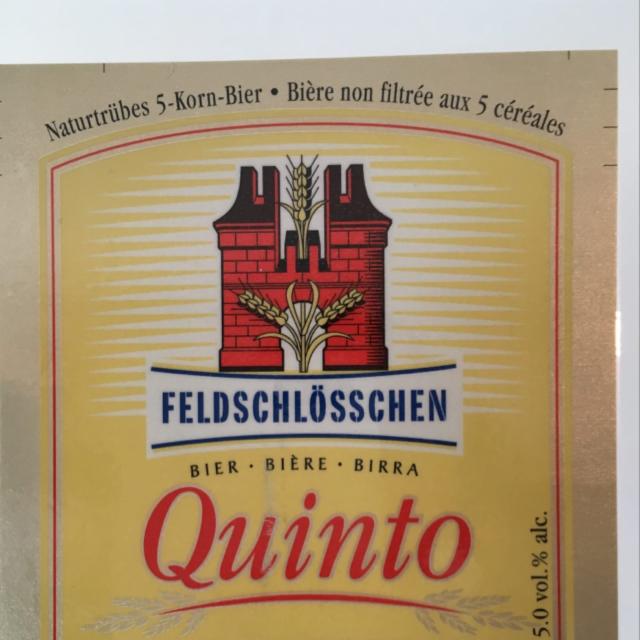 Naturtrübes 5-Korn-Bier • Bière non filtrée aux 5 céréales
FELDSCHLÖSSCHEN
BIER · BIÈRE · BIRRA
Quinto
5.0 vol.% alc.